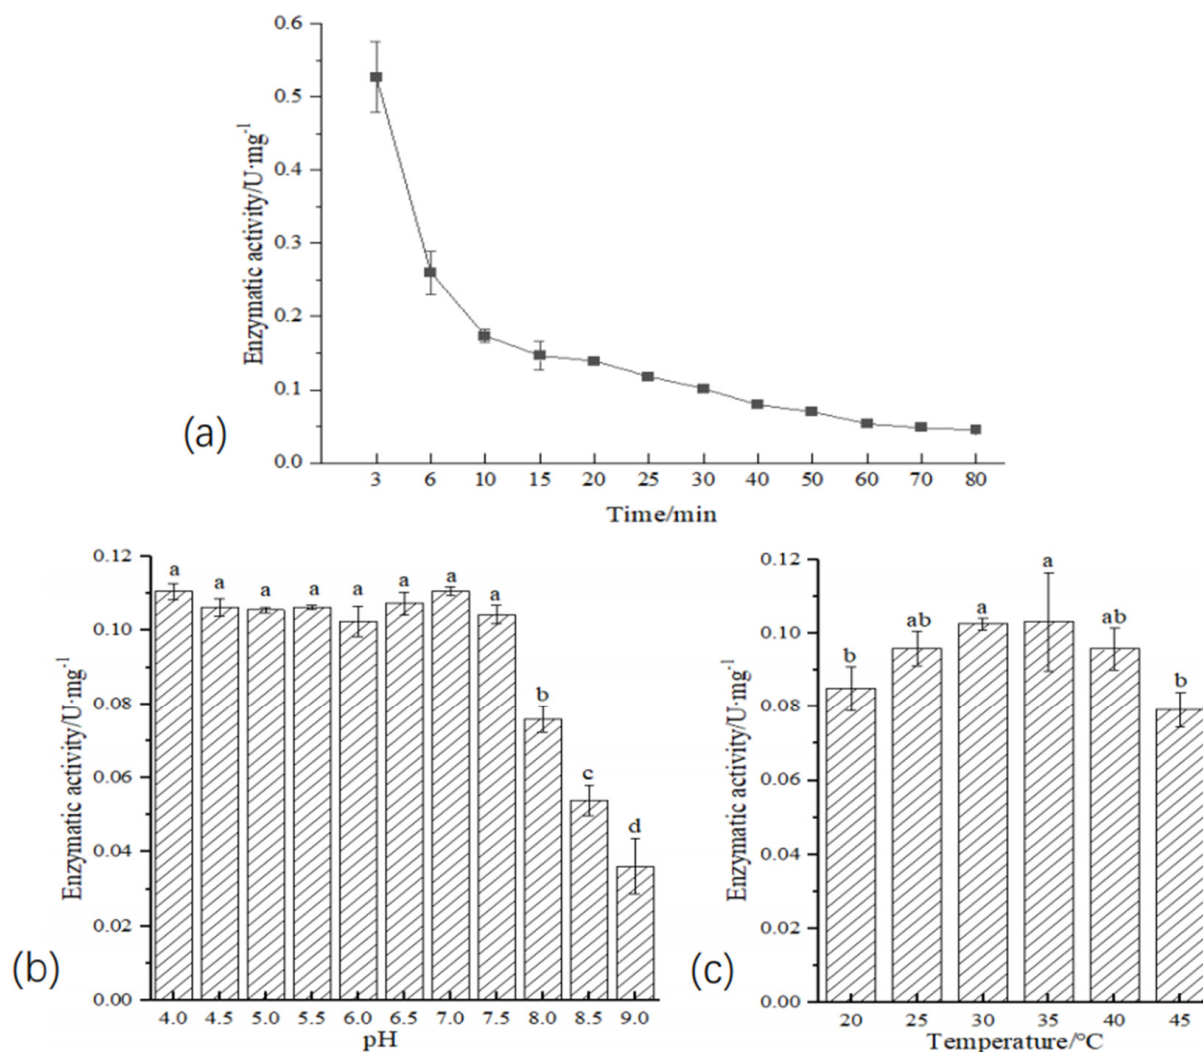 0.6
0.5
0.4
0.3
0.2
0.1
0.0
Enzymatic activity/U·mg⁻¹
3 6 10 15 20 25 30 40 50 60 70 80
Time/min
(a)
0.12
0.10
0.08
0.06
0.04
0.02
0.00
Enzymatic activity/U·mg⁻¹
a a a a a a a a b c d
4.0 4.5 5.0 5.5 6.0 6.5 7.0 7.5 8.0 8.5 9.0
pH
(b)
0.12
0.10
0.08
0.06
0.04
0.02
0.00
Enzymatic activity/U·mg⁻¹
b ab a a ab b
20 25 30 35 40 45
Temperature/°C
(c)